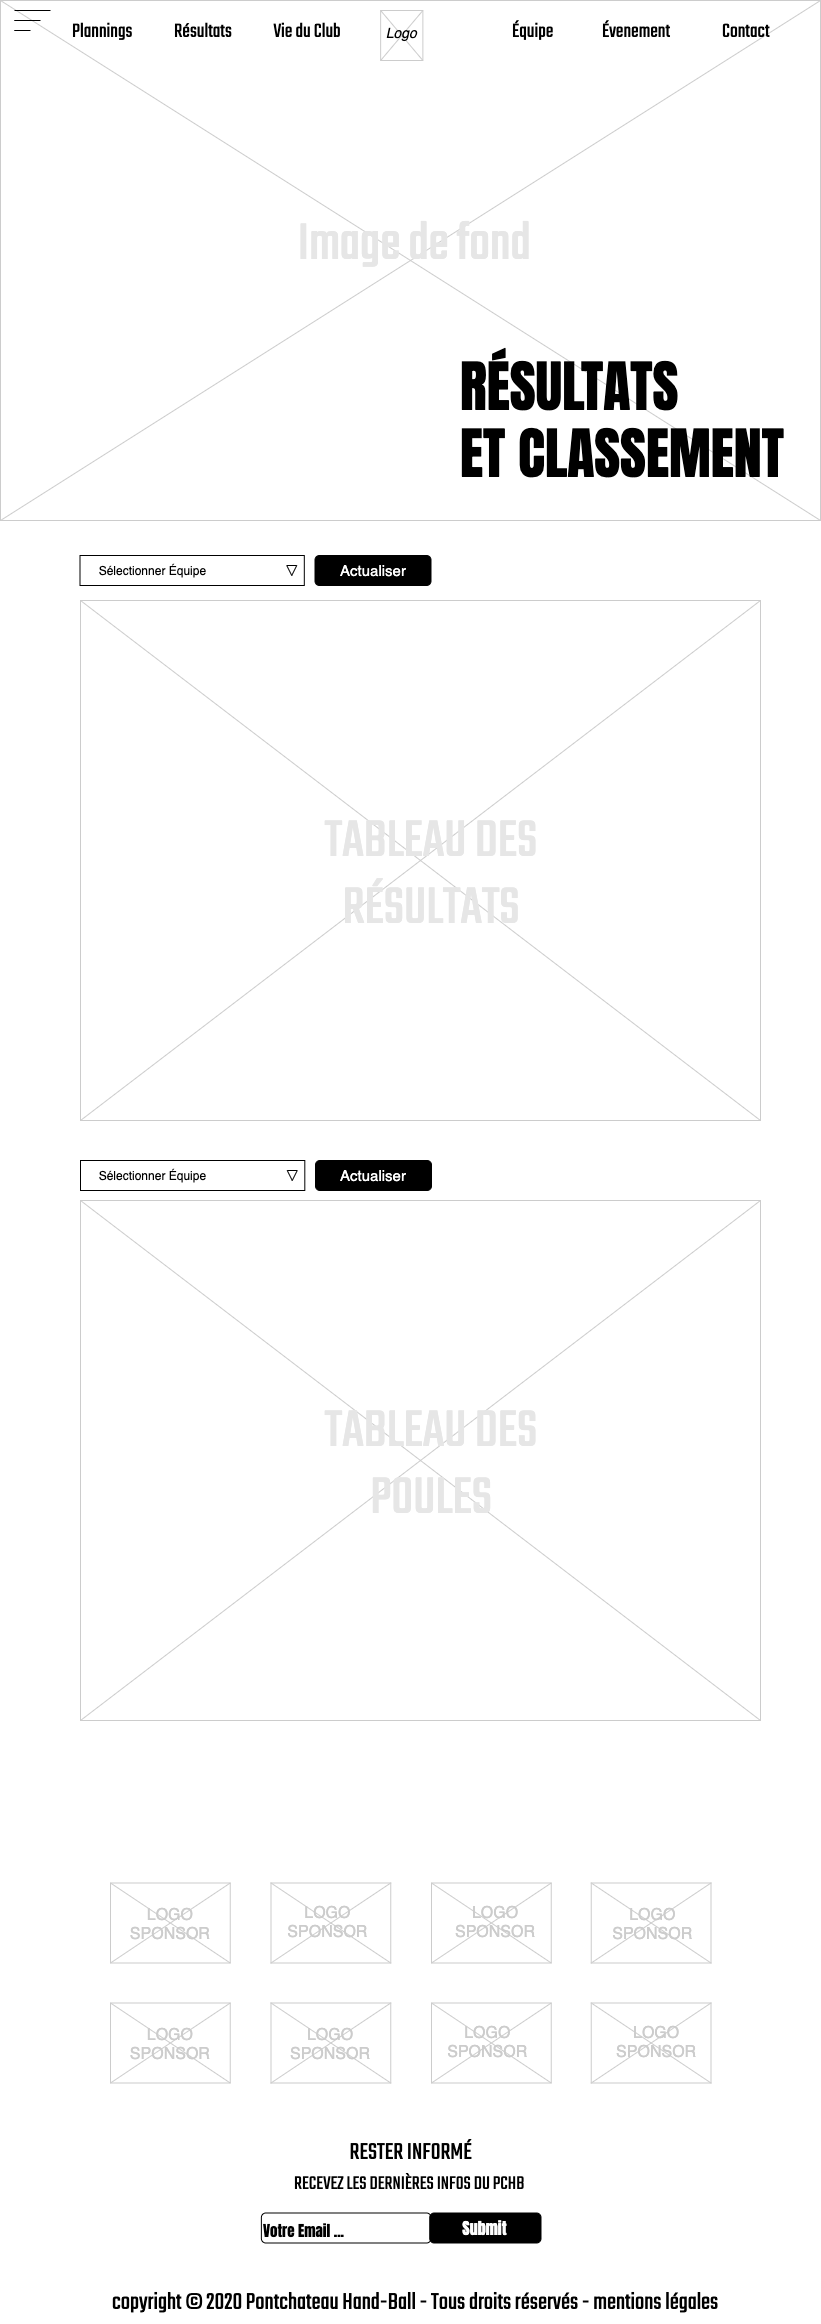 Plannings Résultats Vie du Club Logo Équipe Évenement Contact
Image de fond
RÉSULTATS
ET CLASSEMENT
Sélectionner Équipe Actualiser
TABLEAU DES
RÉSULTATS
Sélectionner Équipe Actualiser
TABLEAU DES
POULES
LOGO LOGO LOGO LOGO
SPONSOR SPONSOR SPONSOR SPONSOR
LOGO LOGO LOGO LOGO
SPONSOR SPONSOR SPONSOR SPONSOR
RESTER INFORMÉ
RECEVEZ LES DERNIÈRES INFOS DU PCHB
Votre Email ... Submit
copyright © 2020 Pontchateau Hand-Ball - Tous droits réservés - mentions légales